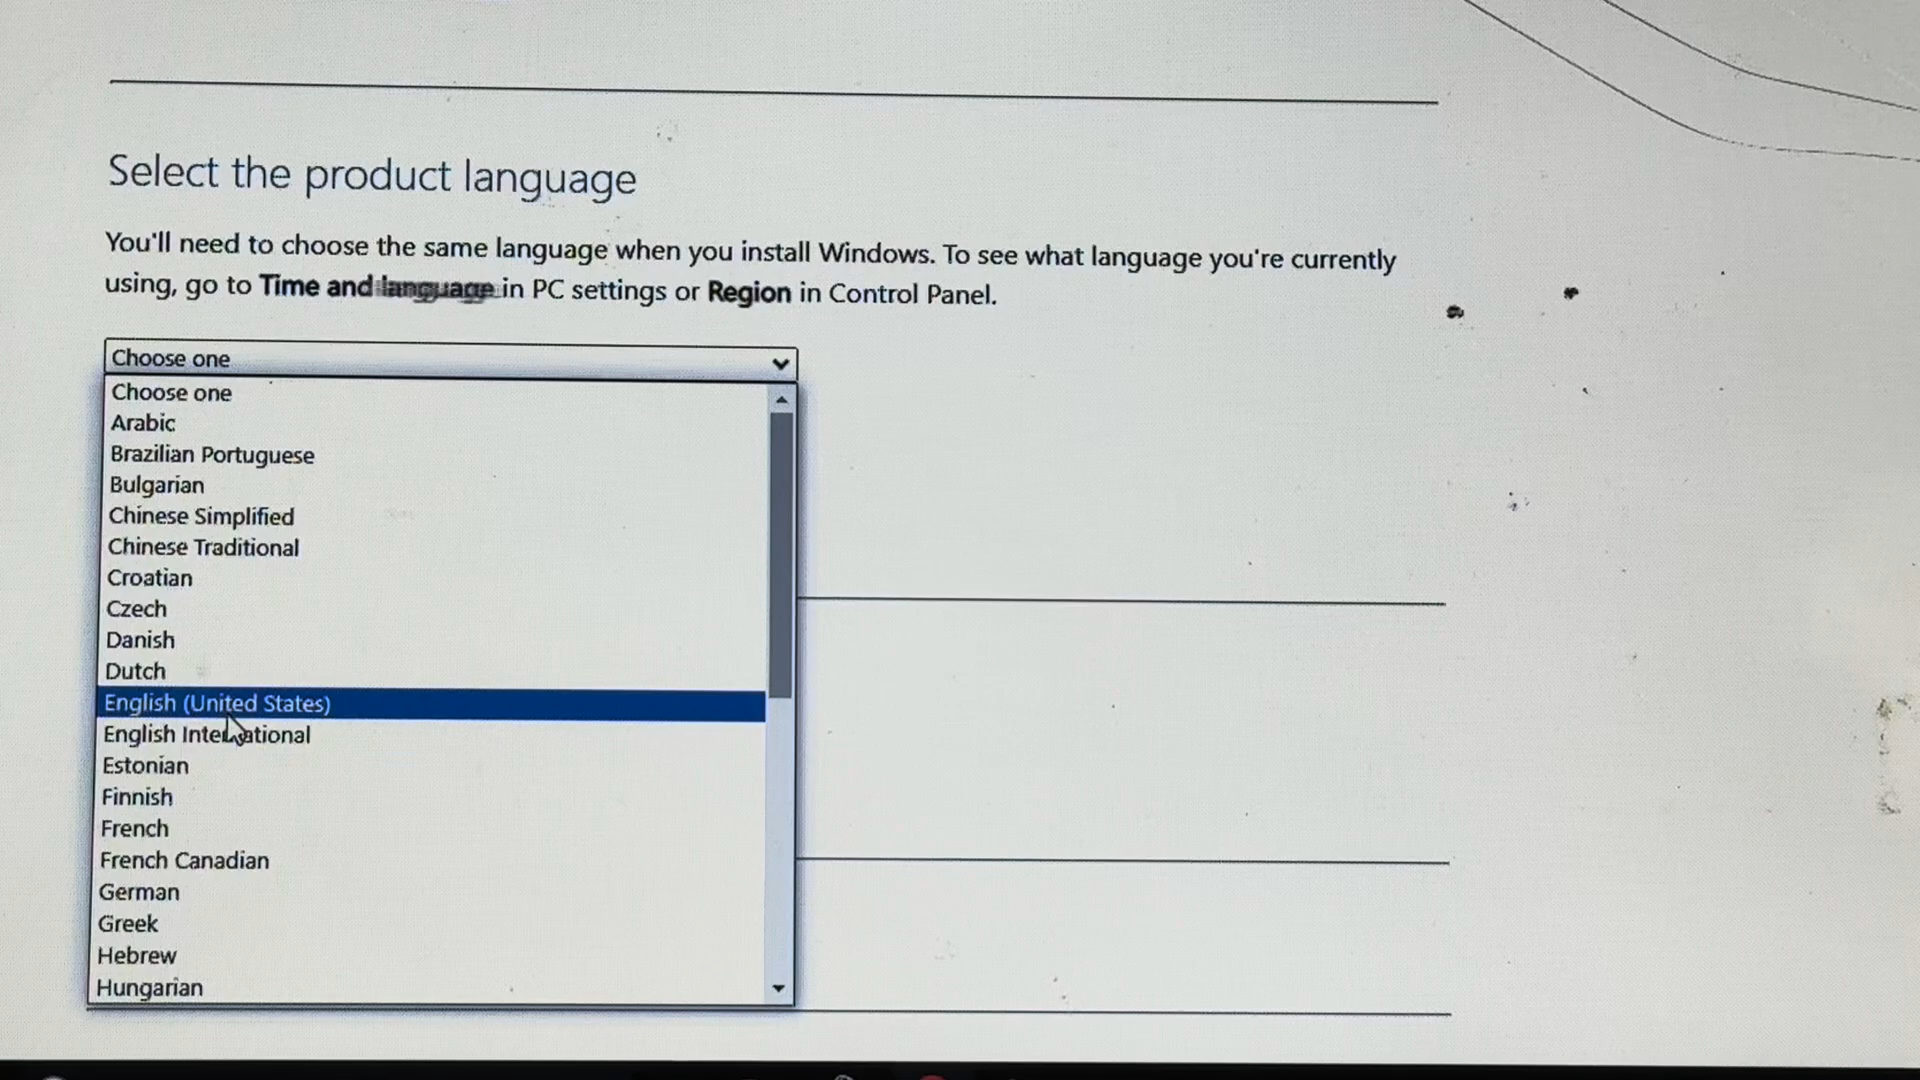 Select the product language
You'll need to choose the same language when you install Windows. To see what language you're currently
using, go to Time and language in PC settings or Region in Control Panel.
Choose one
Choose one
Arabic
Brazilian Portuguese
Bulgarian
Chinese Simplified
Chinese Traditional
Croatian
Czech
Danish
Dutch
English (United States)
English International
Estonian
Finnish
French
French Canadian
German
Greek
Hebrew
Hungarian